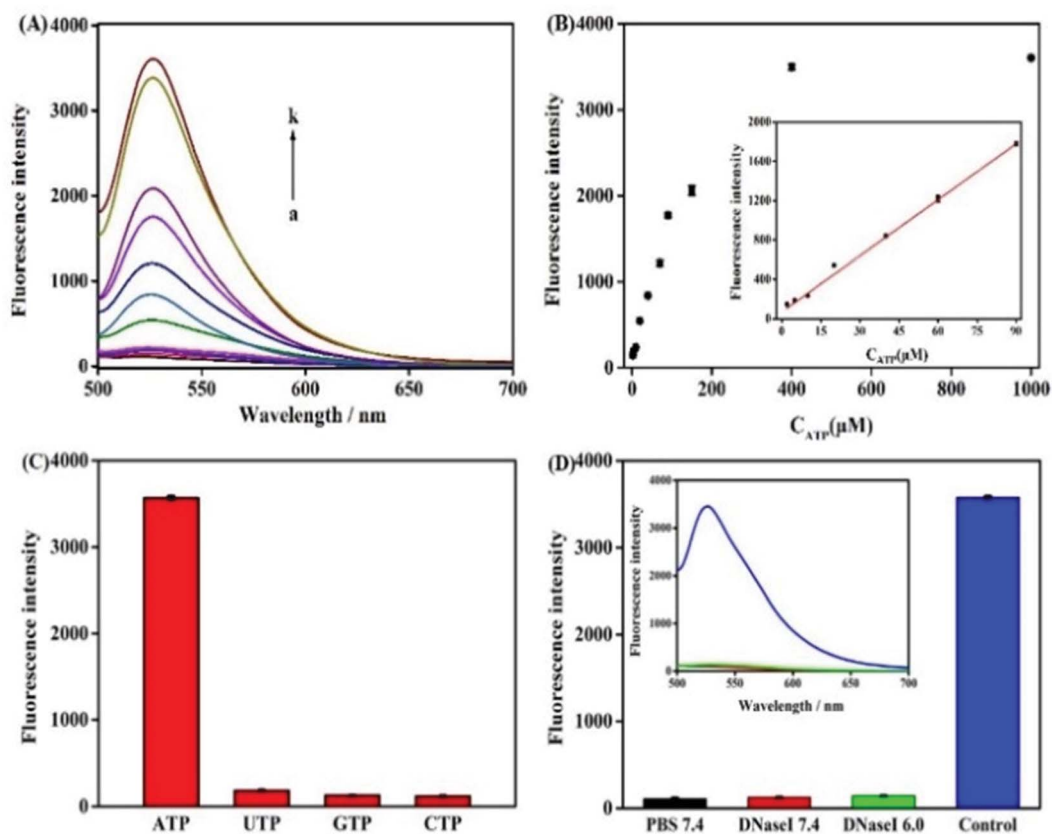 (A)
4000
3000
2000
1000
0
Fluorescence intensity
k
a
500 550 600 650 700
Wavelength / nm
(B)
4000
3000
2000
1000
0
Fluorescence intensity
0 200 400 600 800 1000
C_ATP(μM)
2000
1600
1200
800
400
0
Fluorescence intensity
0 15 30 45 60 75 90
C_ATP(μM)
(C)
4000
3000
2000
1000
0
Fluorescence intensity
ATP UTP GTP CTP
(D)
4000
3000
2000
1000
0
Fluorescence intensity
4000
3000
2000
1000
0
Fluorescence intensity
500 550 600 650 700
Wavelength / nm
PBS 7.4 DNaseI 7.4 DNaseI 6.0 Control